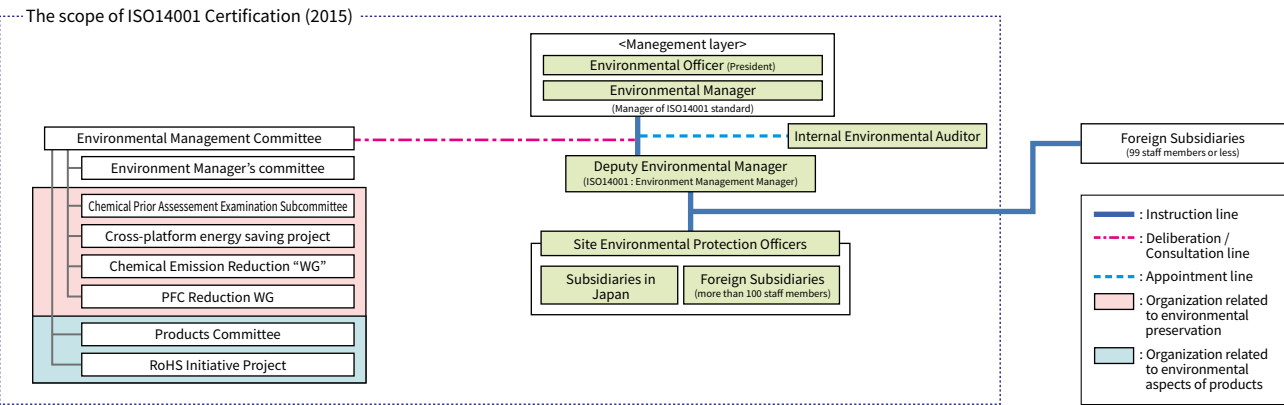 The scope of ISO14001 Certification (2015)
<Manegement layer>
Environmental Officer (President)
Environmental Manager
(Manager of ISO14001 standard)
Environmental Management Committee
Internal Environmental Auditor
Foreign Subsidiaries
(99 staff members or less)
Environment Manager's committee
Deputy Environmental Manager
(ISO14001 : Environment Management Manager)
Chemical Prior Assessement Examination Subcommittee
Cross-platform energy saving project
Chemical Emission Reduction “WG”
PFC Reduction WG
Products Committee
RoHS Initiative Project
Site Environmental Protection Officers
Subsidiaries in
Japan
Foreign Subsidiaries
(more than 100 staff members)
: Instruction line
: Deliberation /
Consultation line
: Appointment line
: Organization related
to environmental
preservation
: Organization related
to environmental
aspects of products